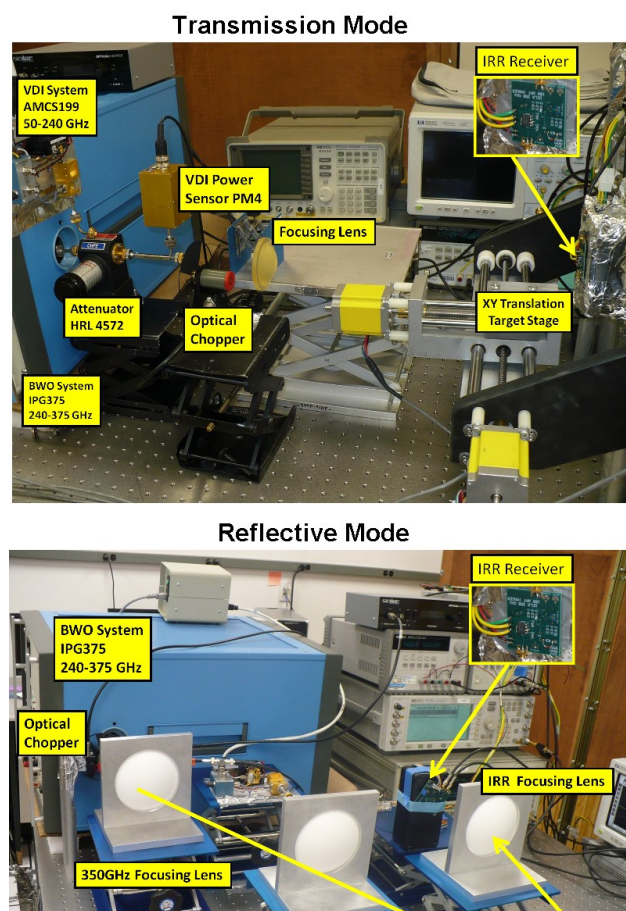 Transmission Mode
VDI System
AMCS199
50-240 GHz
IRR Receiver
VDI Power
Sensor PM4
Focusing Lens
Attenuator
HRL 4572
Optical
Chopper
XY Translation
Target Stage
BWO System
IPG375
240-375 GHz
Reflective Mode
IRR Receiver
BWO System
IPG375
240-375 GHz
Optical
Chopper
IRR Focusing Lens
350GHz Focusing Lens